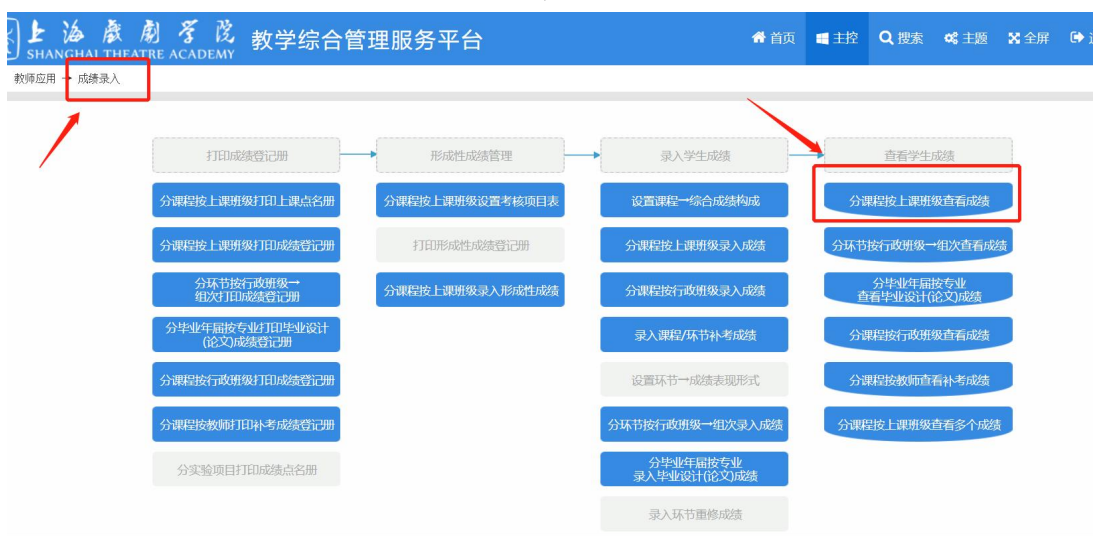 上海戲劇學院
SHANGHAI THEATRE ACADEMY
教学综合管理服务平台
首页 主控 搜索 主题 全屏
教师应用 → 成绩录入
打印成绩登记册
形成性成绩管理
录入学生成绩
查看学生成绩
分课程按上课班级打印上课点名册
分课程按上课班级设置考核项目表
设置课程→综合成绩构成
分课程按上课班级查看成绩
分课程按上课班级打印成绩登记册
打印形成性成绩登记册
分课程按上课班级录入成绩
分环节按行政班级→组次查看成绩
分环节按行政班级→
组次打印成绩登记册
分课程按上课班级录入形成性成绩
分课程按行政班级录入成绩
分毕业年届按专业
查看毕业设计(论文)成绩
分毕业年届按专业打印毕业设计
(论文)成绩登记册
录入课程/环节补考成绩
分课程按行政班级查看成绩
分课程按行政班级打印成绩登记册
设置环节→成绩表现形式
分课程按教师查看补考成绩
分课程按教师打印补考成绩登记册
分环节按行政班级→组次录入成绩
分课程按上课班级查看多个成绩
分实验项目打印成绩点名册
分毕业年届按专业
录入毕业设计(论文)成绩
录入环节重修成绩